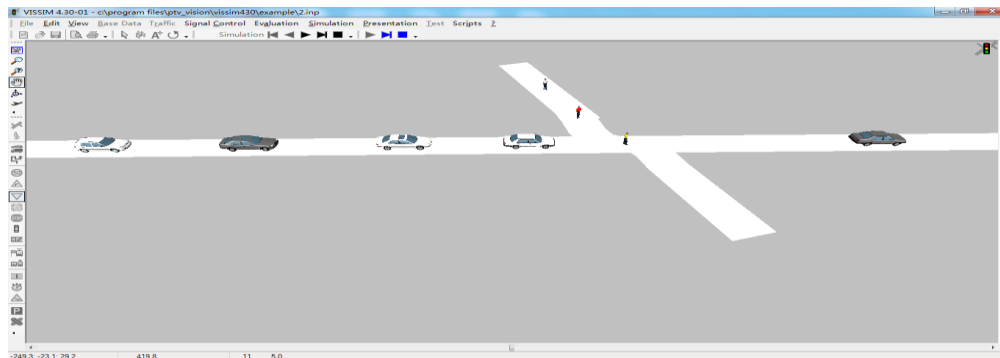 VISSIM 4.30-01 - c:\program files\ptv_vision\vissim430\example\2.inp
File Edit View Base Data Traffic Signal Control Evaluation Simulation Presentation Test Scripts ?
Simulation
-249.3: -23.1: 29.2 419.8 11 5.0